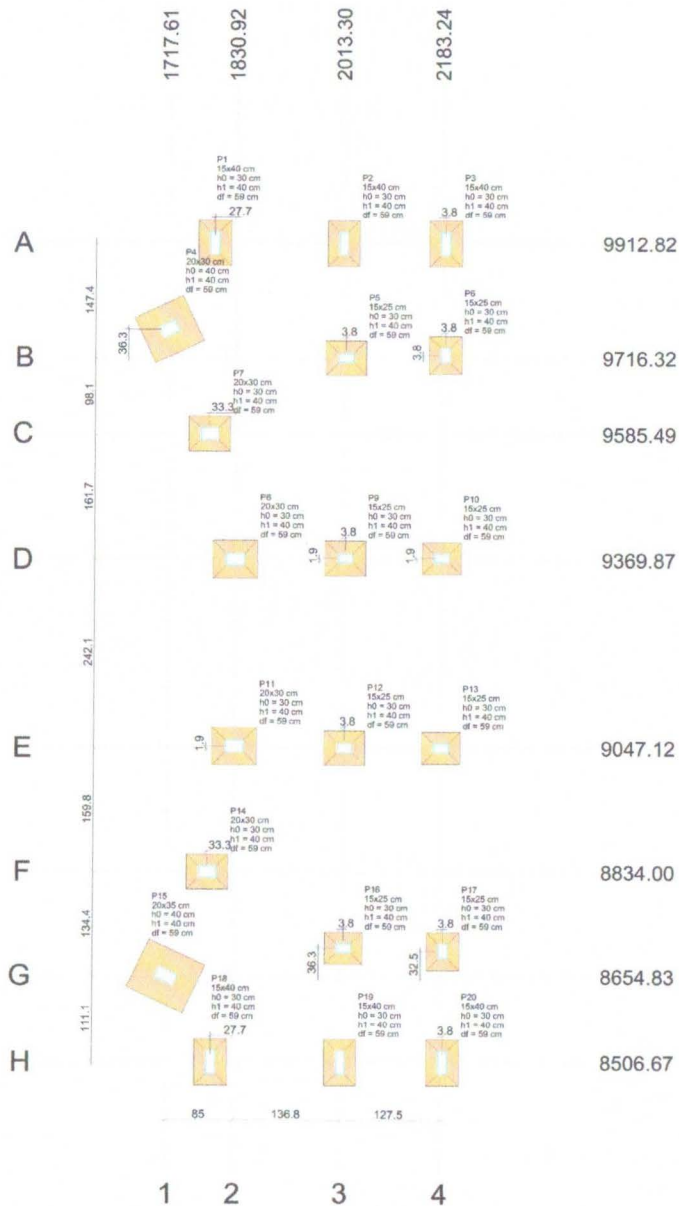 1717.61
1830.92
2013.30
2183.24
P1
15x40 cm
h0 = 30 cm
h1 = 40 cm
df = 59 cm
27.7
P2
15x40 cm
h0 = 30 cm
h1 = 40 cm
df = 59 cm
P3
15x40 cm
h0 = 30 cm
h1 = 40 cm
df = 59 cm
3.8
A
9912.82
147.4
P4
20x30 cm
h0 = 40 cm
h1 = 40 cm
df = 59 cm
36.3
P5
15x25 cm
h0 = 30 cm
h1 = 40 cm
df = 59 cm
3.8
P6
15x25 cm
h0 = 30 cm
h1 = 40 cm
df = 59 cm
3.8
3.8
B
9716.32
98.1
P7
20x30 cm
h0 = 30 cm
h1 = 40 cm
df = 59 cm
33.3
C
9585.49
161.7
P8
20x30 cm
h0 = 30 cm
h1 = 40 cm
df = 59 cm
P9
15x25 cm
h0 = 30 cm
h1 = 40 cm
df = 59 cm
3.8
1.9
P10
15x25 cm
h0 = 30 cm
h1 = 40 cm
df = 59 cm
1.9
D
9369.87
242.1
P11
20x30 cm
h0 = 30 cm
h1 = 40 cm
df = 59 cm
1.9
P12
15x25 cm
h0 = 30 cm
h1 = 40 cm
df = 59 cm
3.8
P13
15x25 cm
h0 = 30 cm
h1 = 40 cm
df = 59 cm
E
9047.12
159.8
P14
20x30 cm
h0 = 30 cm
h1 = 40 cm
df = 59 cm
33.3
F
8834.00
134.4
P15
20x35 cm
h0 = 40 cm
h1 = 40 cm
df = 59 cm
P16
15x25 cm
h0 = 30 cm
h1 = 40 cm
df = 59 cm
3.8
36.3
P17
15x25 cm
h0 = 30 cm
h1 = 40 cm
df = 59 cm
3.8
32.5
G
8654.83
111.1
P18
15x40 cm
h0 = 30 cm
h1 = 40 cm
df = 59 cm
27.7
P19
15x40 cm
h0 = 30 cm
h1 = 40 cm
df = 59 cm
P20
15x40 cm
h0 = 30 cm
h1 = 40 cm
df = 59 cm
3.8
H
8506.67
85
136.8
127.5
1
2
3
4